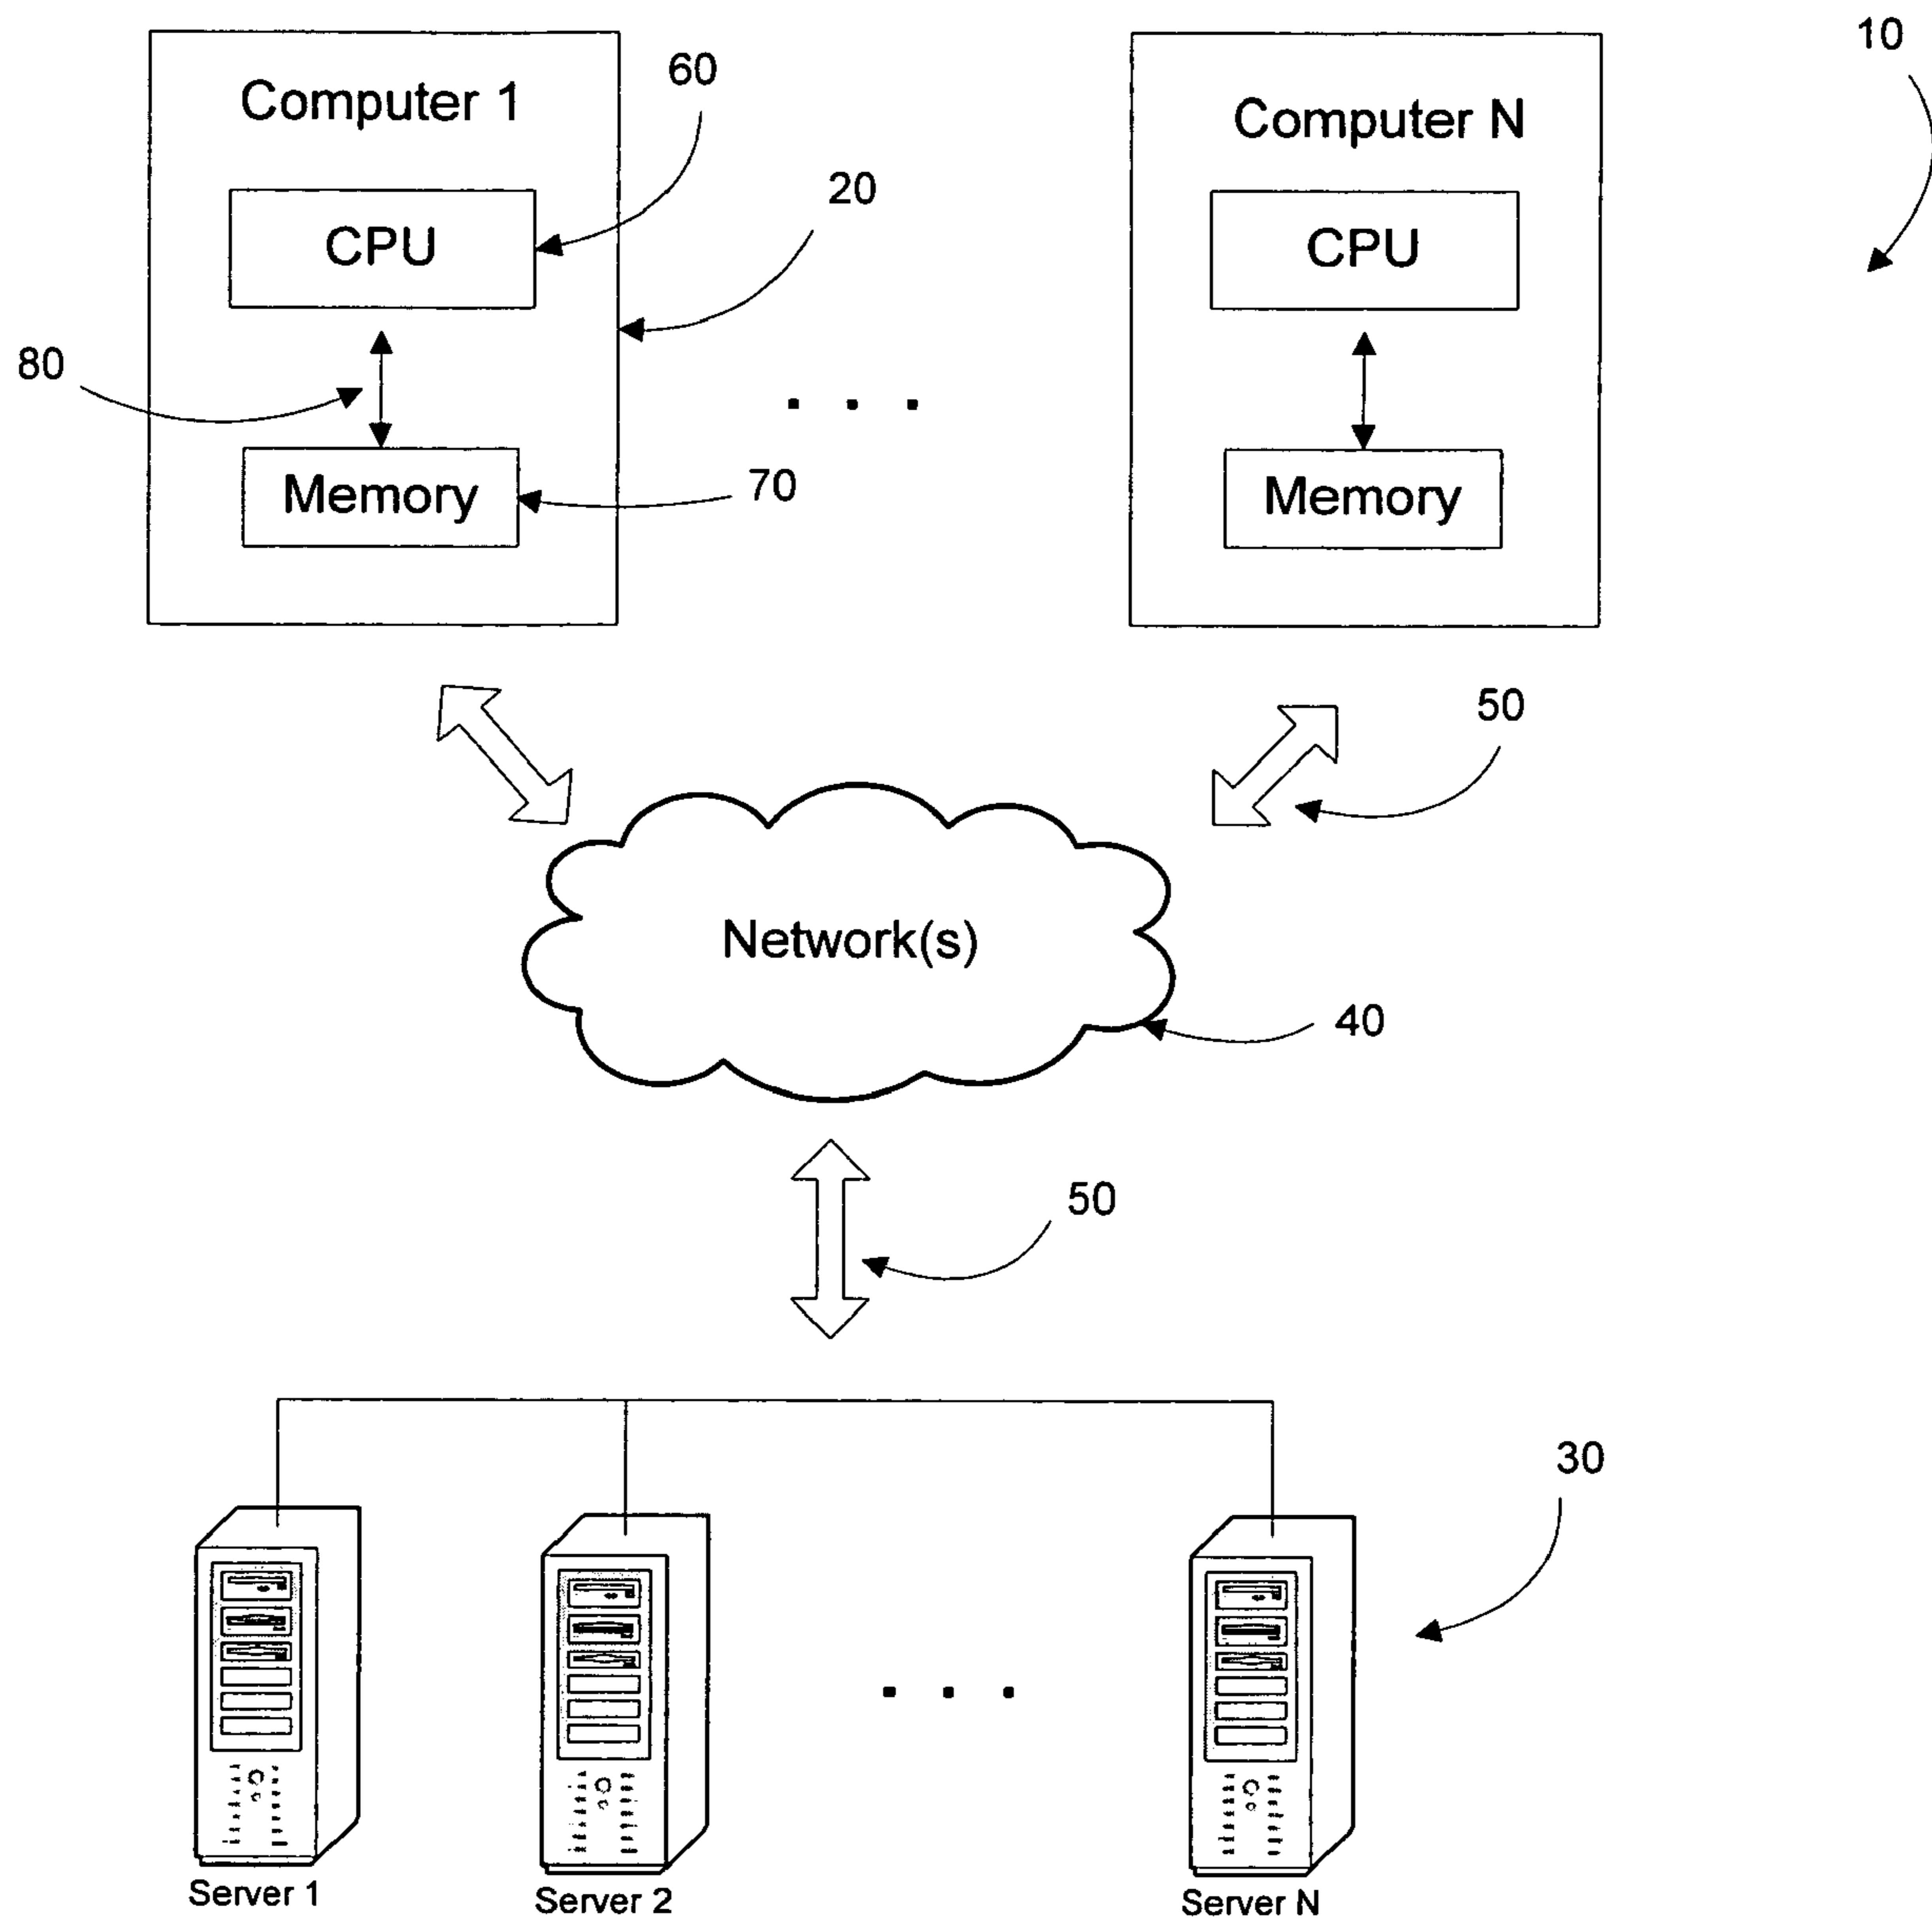 10
Computer 1
60
Computer N
CPU
20
CPU
80
Memory
70
Memory
50
Network(s)
40
50
30
Server 1
Server 2
Server N